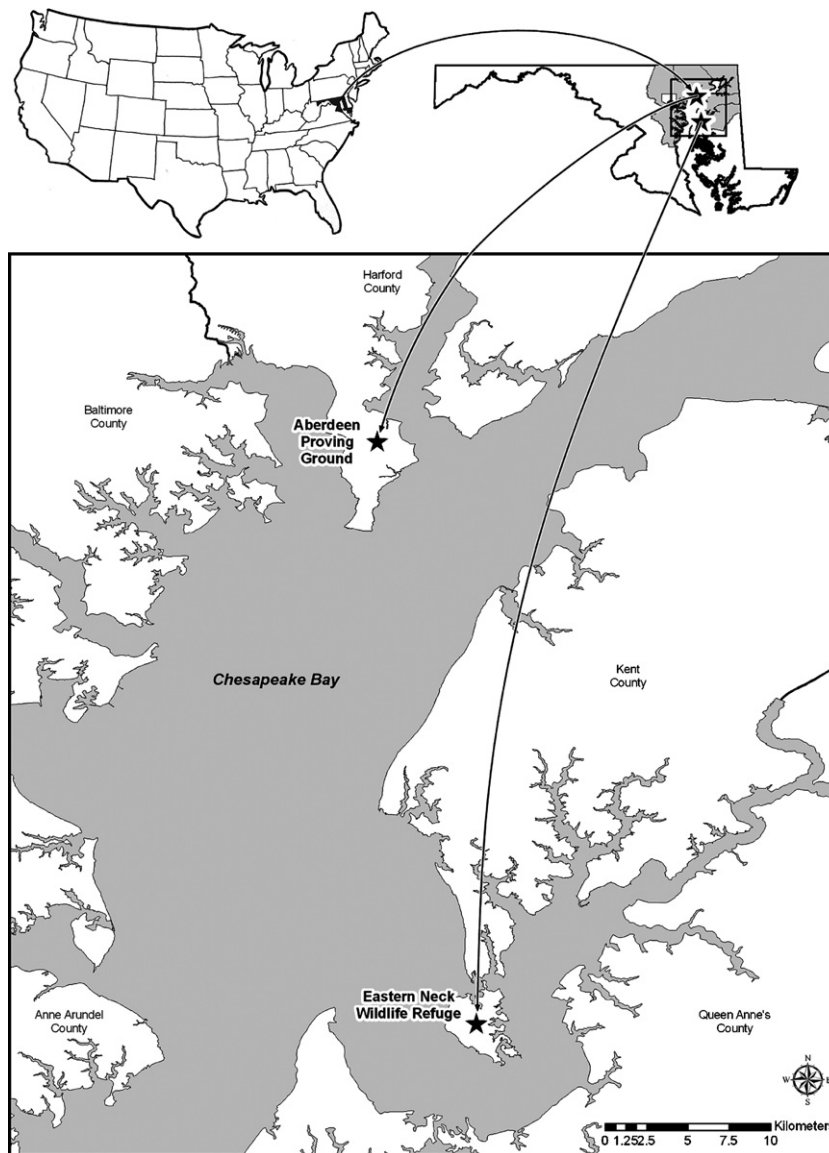 Harford
County
Baltimore
County
Aberdeen
Proving
Ground
Chesapeake Bay
Kent
County
Eastern Neck
Wildlife Refuge
Anne Arundel
County
Queen Anne's
County
N
W E
S
Kilometers
0 1.252.5 5 7.5 10